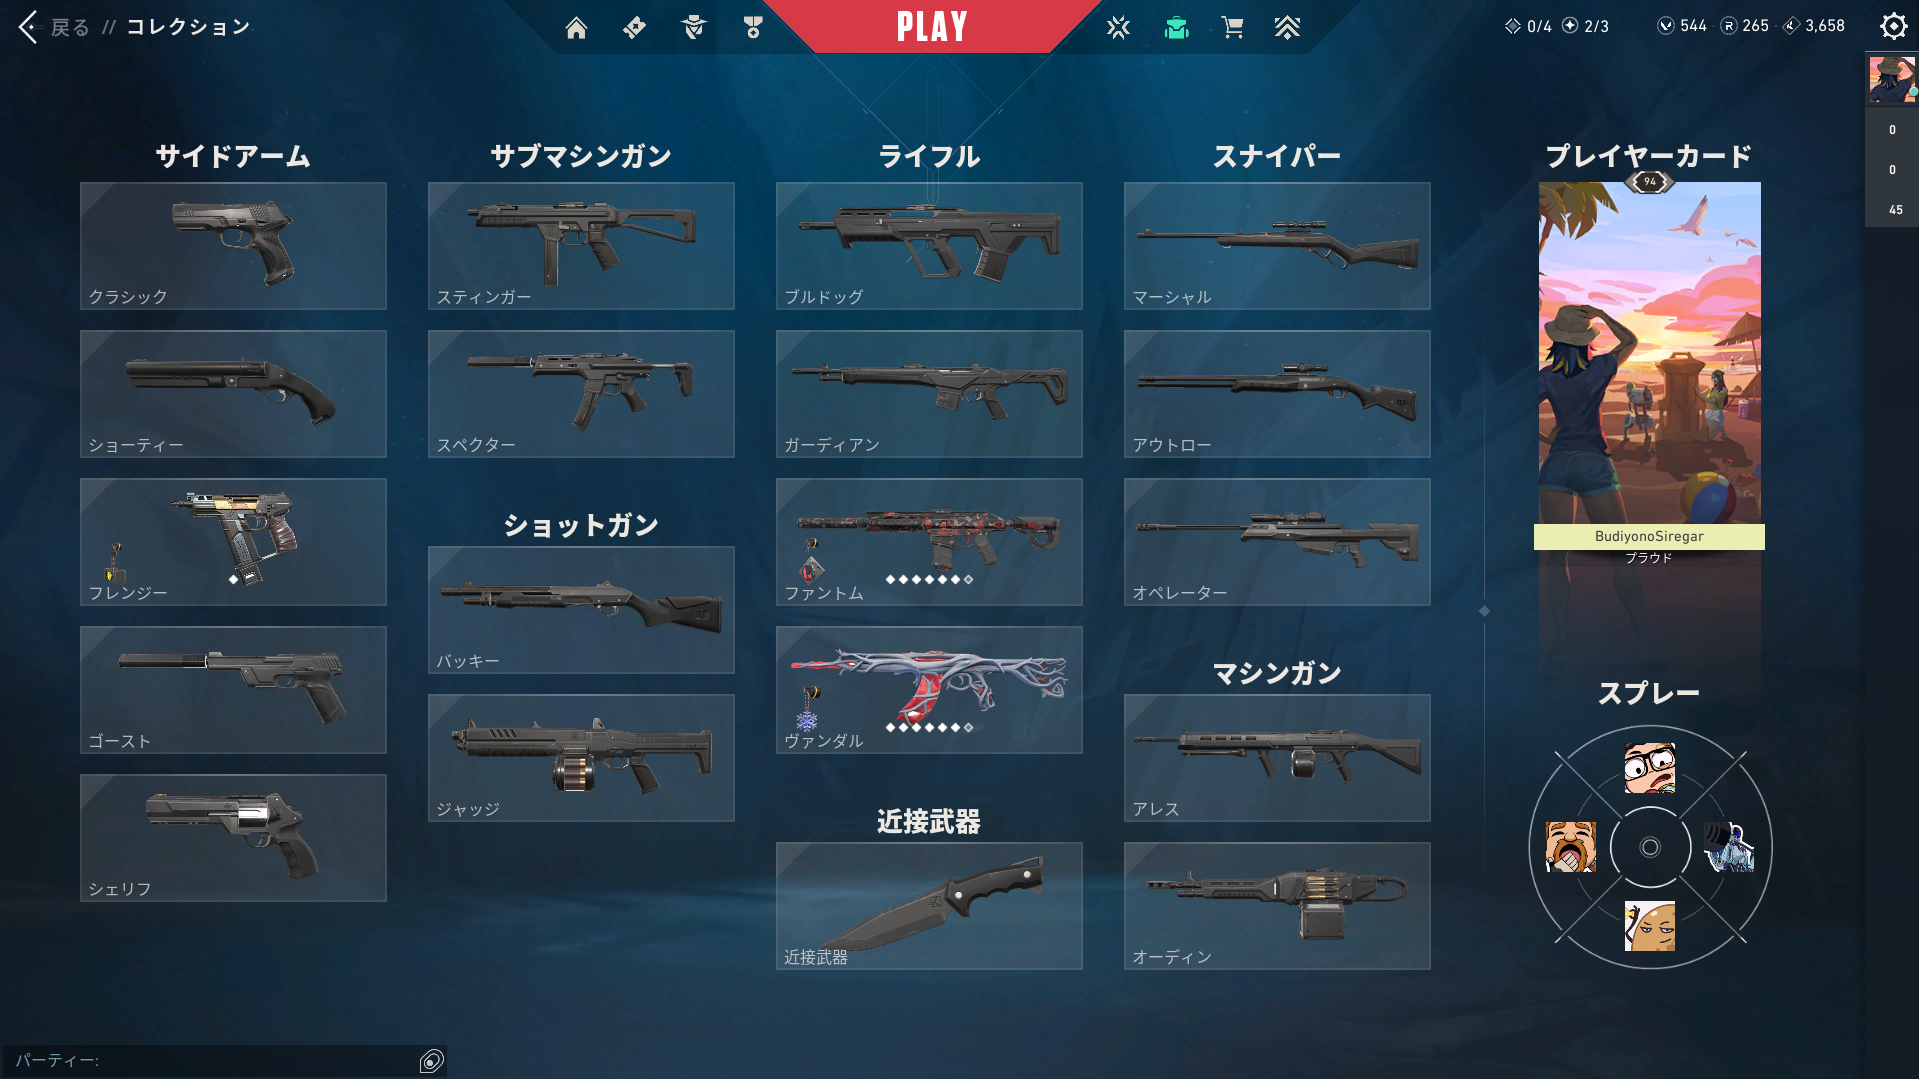 戻る // コレクション
PLAY
0/4 2/3 544 265 3,658
サイドアーム
クラシック
ショーティー
フレンジー
ゴースト
シェリフ
サブマシンガン
スティンガー
スペクター
ショットガン
バッキー
ジャッジ
ライフル
ブルドッグ
ガーディアン
ファントム
ヴァンダル
近接武器
近接武器
スナイパー
マーシャル
アウトロー
オペレーター
マシンガン
アレス
オーディン
プレイヤーカード
94
BudiyonoSiregar
プラウド
スプレー
0
0
45
パーティー: